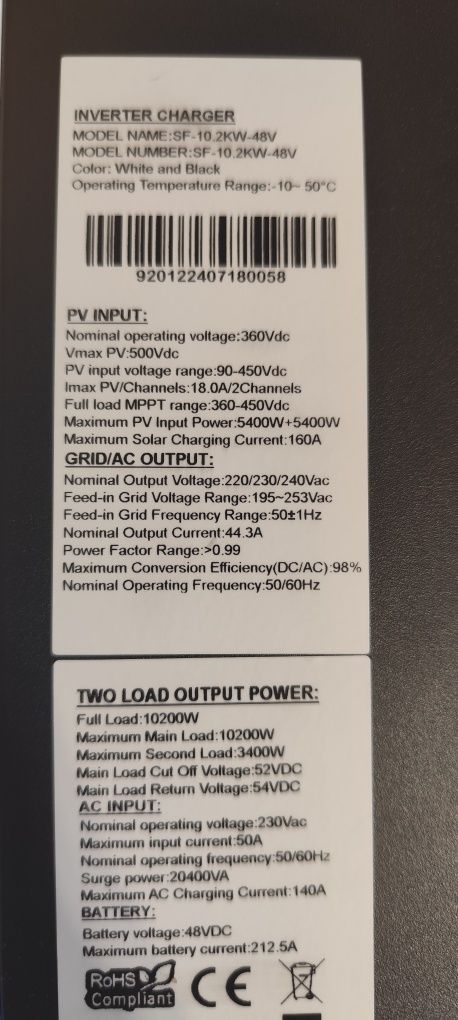 INVERTER CHARGER
MODEL NAME:SF-10.2KW-48V
MODEL NUMBER:SF-10.2KW-48V
Color: White and Black
Operating Temperature Range:-10~ 50°C
920122407180058
PV INPUT:
Nominal operating voltage:360Vdc
Vmax PV:500Vdc
PV input voltage range:90-450Vdc
Imax PV/Channels:18.0A/2Channels
Full load MPPT range:360-450Vdc
Maximum PV Input Power:5400W+5400W
Maximum Solar Charging Current:160A
GRID/AC OUTPUT:
Nominal Output Voltage:220/230/240Vac
Feed-in Grid Voltage Range:195~253Vac
Feed-in Grid Frequency Range:50±1Hz
Nominal Output Current:44.3A
Power Factor Range:>0.99
Maximum Conversion Efficiency(DC/AC):98%
Nominal Operating Frequency:50/60Hz
TWO LOAD OUTPUT POWER:
Full Load:10200W
Maximum Main Load:10200W
Maximum Second Load:3400W
Main Load Cut Off Voltage:52VDC
Main Load Return Voltage:54VDC
AC INPUT:
Nominal operating voltage:230Vac
Maximum input current:50A
Nominal operating frequency:50/60Hz
Surge power:20400VA
Maximum AC Charging Current:140A
BATTERY:
Battery voltage:48VDC
Maximum battery current:212.5A
RoHS
Compliant
CE